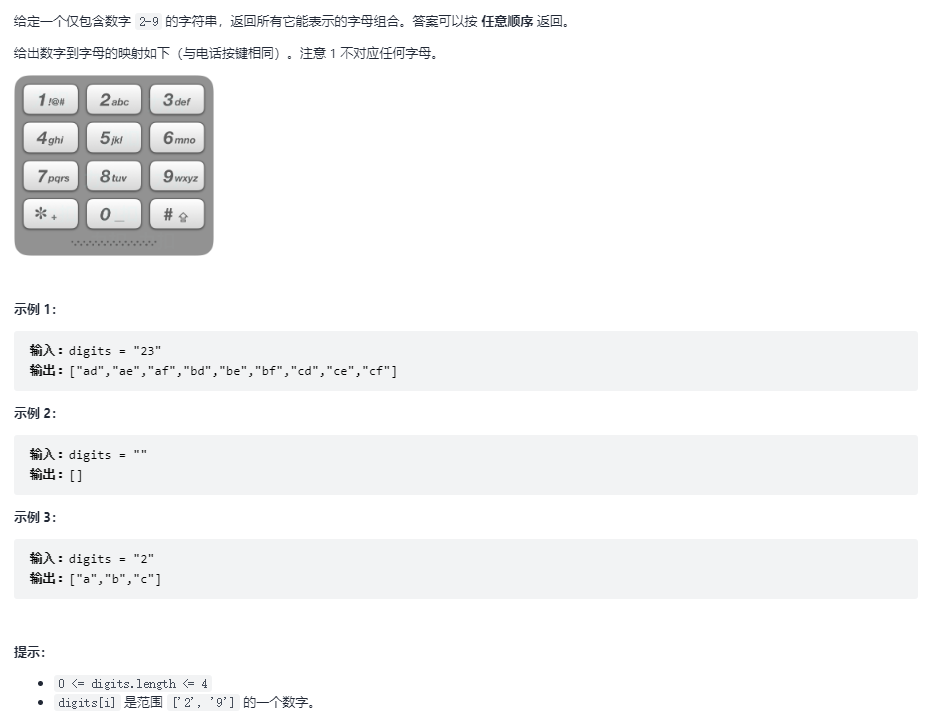 给定一个仅包含数字 2-9 的字符串，返回所有它能表示的字母组合。答案可以按 任意顺序 返回。
给出数字到字母的映射如下（与电话按键相同）。注意 1 不对应任何字母。
1 !@# 2 abc 3 def
4 ghi 5 jkl 6 mno
7 pqrs 8 tuv 9 wxyz
* + 0 _ # ⇧
示例 1：
输入：digits = "23"
输出：["ad","ae","af","bd","be","bf","cd","ce","cf"]
示例 2：
输入：digits = ""
输出：[]
示例 3：
输入：digits = "2"
输出：["a","b","c"]
提示：
0 <= digits.length <= 4
digits[i] 是范围 ['2', '9'] 的一个数字。